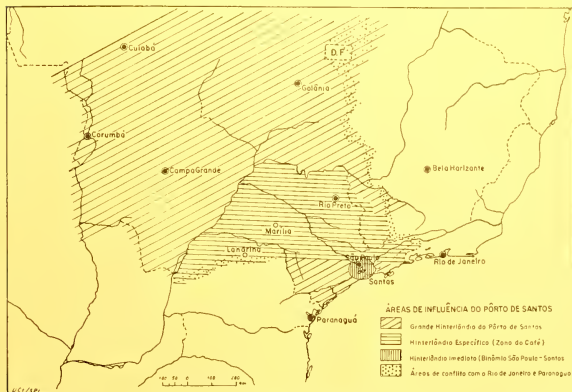 Cuiabá
D.F
Goiânia
Corumbá
Campo Grande
Belo Horizonte
Rio Preto
Marília
Londrina
São Paulo
Rio de Janeiro
Santos
Paranaguá
ÁREAS DE INFLUÊNCIA DO PÔRTO DE SANTOS
Grande Hinterlândia do Pôrto de Santos
Hinterlândia Específica (Zona do Café)
Hinterlândia Imediata (Binômio São Paulo-Santos
Áreas de conflito com o Rio de Janeiro e Paranaguá